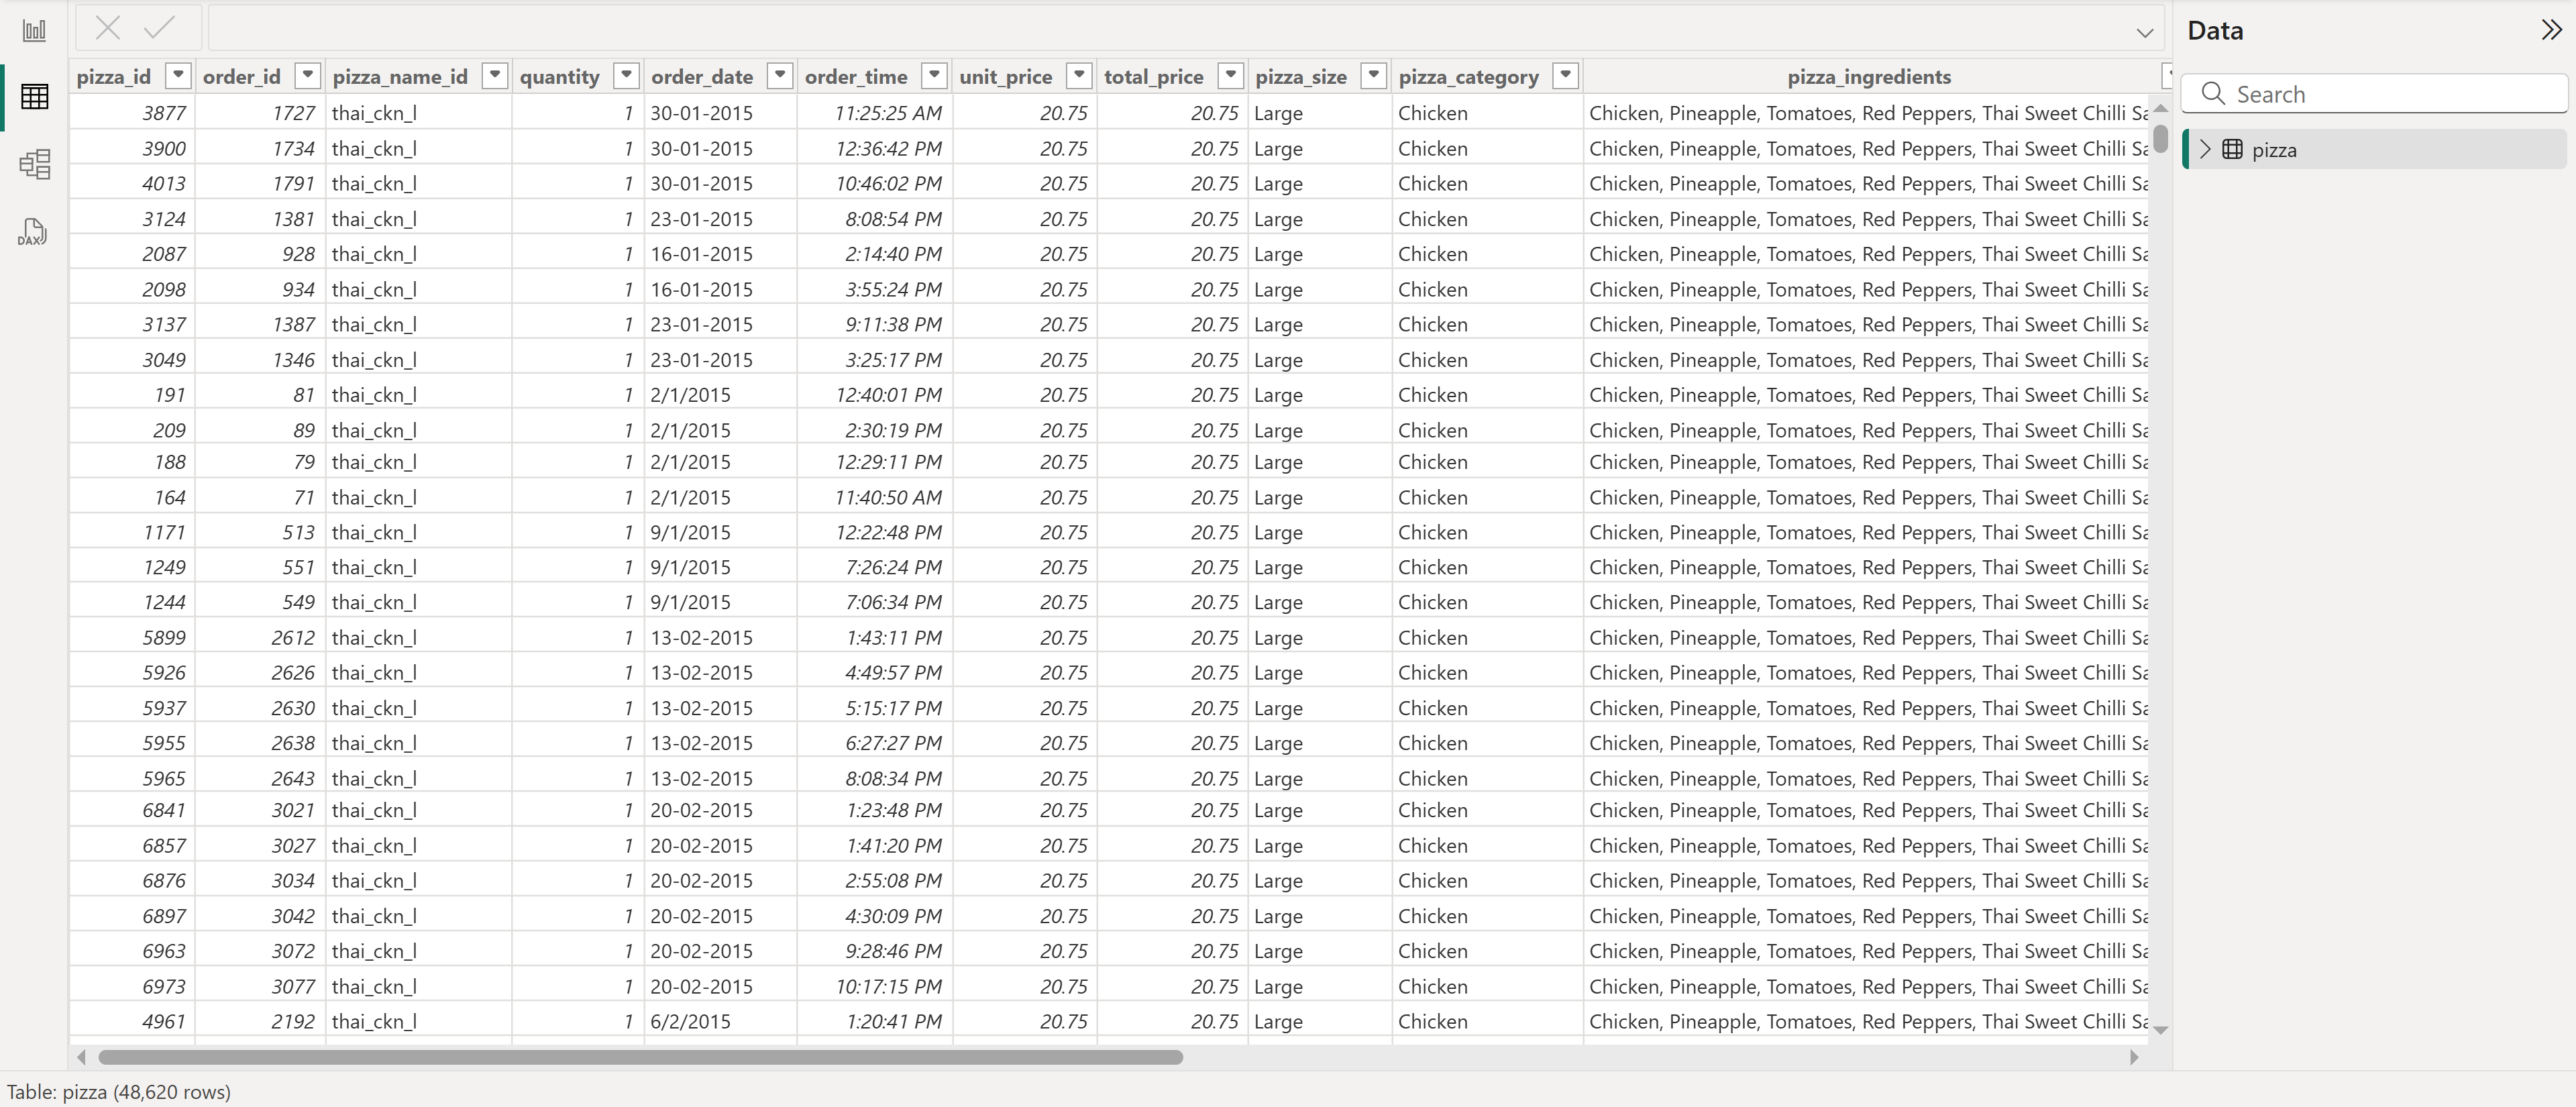 Data
pizza_id order_id pizza_name_id quantity order_date order_time unit_price total_price pizza_size pizza_category pizza_ingredients
Search
pizza
DAX
3877 1727 thai_ckn_l 1 30-01-2015 11:25:25 AM 20.75 20.75 Large Chicken Chicken, Pineapple, Tomatoes, Red Peppers, Thai Sweet Chilli Sa
3900 1734 thai_ckn_l 1 30-01-2015 12:36:42 PM 20.75 20.75 Large Chicken Chicken, Pineapple, Tomatoes, Red Peppers, Thai Sweet Chilli Sa
4013 1791 thai_ckn_l 1 30-01-2015 10:46:02 PM 20.75 20.75 Large Chicken Chicken, Pineapple, Tomatoes, Red Peppers, Thai Sweet Chilli Sa
3124 1381 thai_ckn_l 1 23-01-2015 8:08:54 PM 20.75 20.75 Large Chicken Chicken, Pineapple, Tomatoes, Red Peppers, Thai Sweet Chilli Sa
2087 928 thai_ckn_l 1 16-01-2015 2:14:40 PM 20.75 20.75 Large Chicken Chicken, Pineapple, Tomatoes, Red Peppers, Thai Sweet Chilli Sa
2098 934 thai_ckn_l 1 16-01-2015 3:55:24 PM 20.75 20.75 Large Chicken Chicken, Pineapple, Tomatoes, Red Peppers, Thai Sweet Chilli Sa
3137 1387 thai_ckn_l 1 23-01-2015 9:11:38 PM 20.75 20.75 Large Chicken Chicken, Pineapple, Tomatoes, Red Peppers, Thai Sweet Chilli Sa
3049 1346 thai_ckn_l 1 23-01-2015 3:25:17 PM 20.75 20.75 Large Chicken Chicken, Pineapple, Tomatoes, Red Peppers, Thai Sweet Chilli Sa
191 81 thai_ckn_l 1 2/1/2015 12:40:01 PM 20.75 20.75 Large Chicken Chicken, Pineapple, Tomatoes, Red Peppers, Thai Sweet Chilli Sa
209 89 thai_ckn_l 1 2/1/2015 2:30:19 PM 20.75 20.75 Large Chicken Chicken, Pineapple, Tomatoes, Red Peppers, Thai Sweet Chilli Sa
188 79 thai_ckn_l 1 2/1/2015 12:29:11 PM 20.75 20.75 Large Chicken Chicken, Pineapple, Tomatoes, Red Peppers, Thai Sweet Chilli Sa
164 71 thai_ckn_l 1 2/1/2015 11:40:50 AM 20.75 20.75 Large Chicken Chicken, Pineapple, Tomatoes, Red Peppers, Thai Sweet Chilli Sa
1171 513 thai_ckn_l 1 9/1/2015 12:22:48 PM 20.75 20.75 Large Chicken Chicken, Pineapple, Tomatoes, Red Peppers, Thai Sweet Chilli Sa
1249 551 thai_ckn_l 1 9/1/2015 7:26:24 PM 20.75 20.75 Large Chicken Chicken, Pineapple, Tomatoes, Red Peppers, Thai Sweet Chilli Sa
1244 549 thai_ckn_l 1 9/1/2015 7:06:34 PM 20.75 20.75 Large Chicken Chicken, Pineapple, Tomatoes, Red Peppers, Thai Sweet Chilli Sa
5899 2612 thai_ckn_l 1 13-02-2015 1:43:11 PM 20.75 20.75 Large Chicken Chicken, Pineapple, Tomatoes, Red Peppers, Thai Sweet Chilli Sa
5926 2626 thai_ckn_l 1 13-02-2015 4:49:57 PM 20.75 20.75 Large Chicken Chicken, Pineapple, Tomatoes, Red Peppers, Thai Sweet Chilli Sa
5937 2630 thai_ckn_l 1 13-02-2015 5:15:17 PM 20.75 20.75 Large Chicken Chicken, Pineapple, Tomatoes, Red Peppers, Thai Sweet Chilli Sa
5955 2638 thai_ckn_l 1 13-02-2015 6:27:27 PM 20.75 20.75 Large Chicken Chicken, Pineapple, Tomatoes, Red Peppers, Thai Sweet Chilli Sa
5965 2643 thai_ckn_l 1 13-02-2015 8:08:34 PM 20.75 20.75 Large Chicken Chicken, Pineapple, Tomatoes, Red Peppers, Thai Sweet Chilli Sa
6841 3021 thai_ckn_l 1 20-02-2015 1:23:48 PM 20.75 20.75 Large Chicken Chicken, Pineapple, Tomatoes, Red Peppers, Thai Sweet Chilli Sa
6857 3027 thai_ckn_l 1 20-02-2015 1:41:20 PM 20.75 20.75 Large Chicken Chicken, Pineapple, Tomatoes, Red Peppers, Thai Sweet Chilli Sa
6876 3034 thai_ckn_l 1 20-02-2015 2:55:08 PM 20.75 20.75 Large Chicken Chicken, Pineapple, Tomatoes, Red Peppers, Thai Sweet Chilli Sa
6897 3042 thai_ckn_l 1 20-02-2015 4:30:09 PM 20.75 20.75 Large Chicken Chicken, Pineapple, Tomatoes, Red Peppers, Thai Sweet Chilli Sa
6963 3072 thai_ckn_l 1 20-02-2015 9:28:46 PM 20.75 20.75 Large Chicken Chicken, Pineapple, Tomatoes, Red Peppers, Thai Sweet Chilli Sa
6973 3077 thai_ckn_l 1 20-02-2015 10:17:15 PM 20.75 20.75 Large Chicken Chicken, Pineapple, Tomatoes, Red Peppers, Thai Sweet Chilli Sa
4961 2192 thai_ckn_l 1 6/2/2015 1:20:41 PM 20.75 20.75 Large Chicken Chicken, Pineapple, Tomatoes, Red Peppers, Thai Sweet Chilli Sa
Table: pizza (48,620 rows)